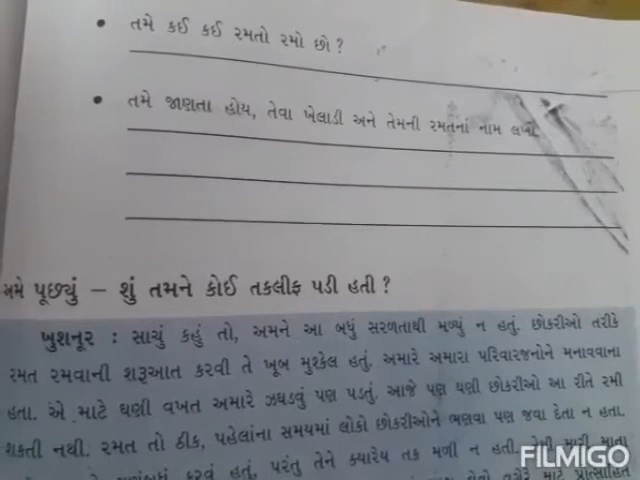 • તમે કઈ કઈ રમતો રમો છો ?
• તમે જાણતા હોય, તેવા ખેલાડી અને તેમની રમતનાં નામ લખો.
અમે પૂછ્યું – શું તમને કોઈ તકલીફ પડી હતી ?
ખુશનૂર : સાચું કહું તો, અમને આ બધું સરળતાથી મળ્યું ન હતું. છોકરીઓ તરીકે
રમત રમવાની શરૂઆત કરવી તે ખૂબ મુશ્કેલ હતું. અમારે અમારા પરિવારજનોને મનાવવાના
હતા. એ માટે ઘણી વખત અમારે ઝઘડવું પણ પડતું. આજે પણ ઘણી છોકરીઓ આ રીતે રમી
શકતી નથી. રમત તો ઠીક, પહેલાંના સમયમાં લોકો છોકરીઓને ભણવા પણ જવા દેતા ન હતા.
કરવું હતું, પરંતુ તેને ક્યારેય તક મળી ન હતી. મારી માતા
માટે પ્રોત્સાહિત
FILMIGO